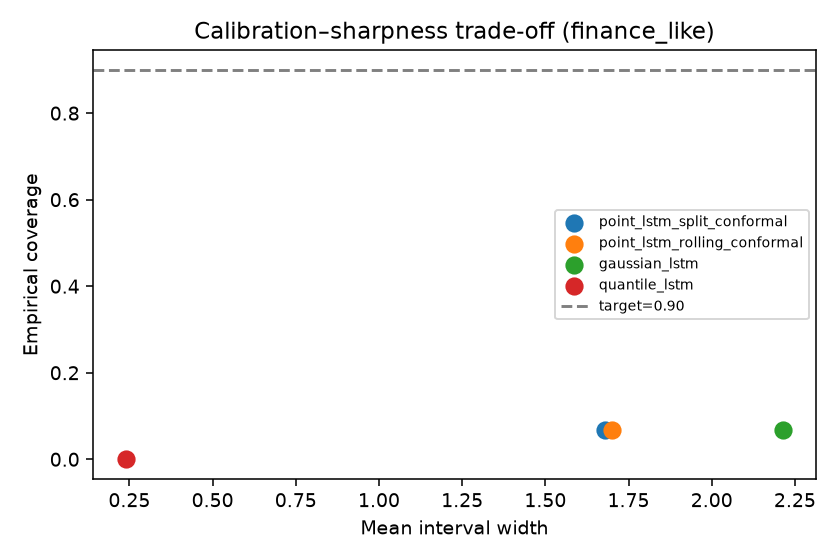 Calibration–sharpness trade-off (finance_like)
Empirical coverage
0.8
0.6
0.4
0.2
0.0
point_lstm_split_conformal
point_lstm_rolling_conformal
gaussian_lstm
quantile_lstm
target=0.90
0.25 0.50 0.75 1.00 1.25 1.50 1.75 2.00 2.25
Mean interval width